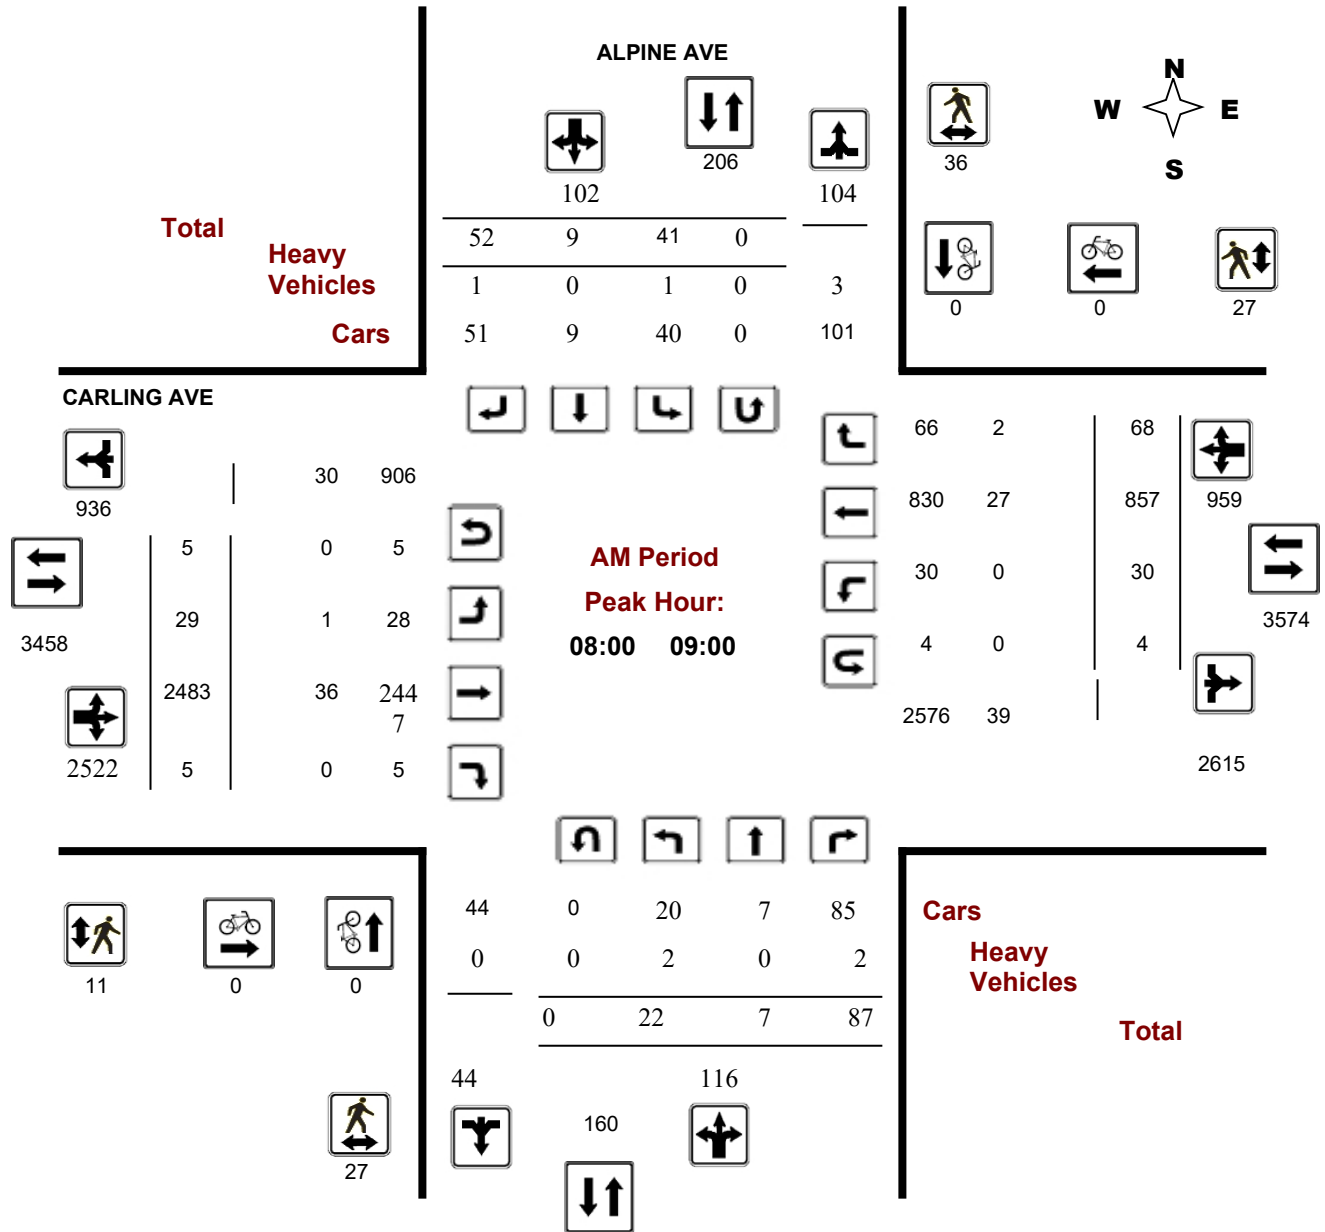 ALPINE AVE
N
W E
S
206
36
102 104
Total
52 9 41 0
Heavy
Vehicles
1 0 1 0 3
0 0 27
Cars
51 9 40 0 101
CARLING AVE
66 2 68
30 906
936
830 27 857 959
5 0 5
AM Period
30 0 30
Peak Hour:
29 1 28
3574
3458
08:00 09:00
4 0 4
2483 36 244
7
2576 39
2522 5 0 5
2615
44 0 20 7 85
Cars
0 0 2 0 2
Heavy
Vehicles
11 0 0
0 22 7 87
Total
44 116
160
27